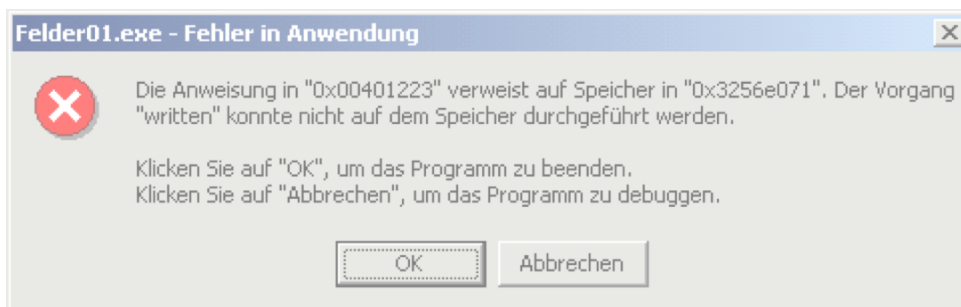 Felder01.exe - Fehler in Anwendung
Die Anweisung in "0x00401223" verweist auf Speicher in "0x3256e071". Der Vorgang
"written" konnte nicht auf dem Speicher durchgeführt werden.
Klicken Sie auf "OK", um das Programm zu beenden.
Klicken Sie auf "Abbrechen", um das Programm zu debuggen.
OK
Abbrechen